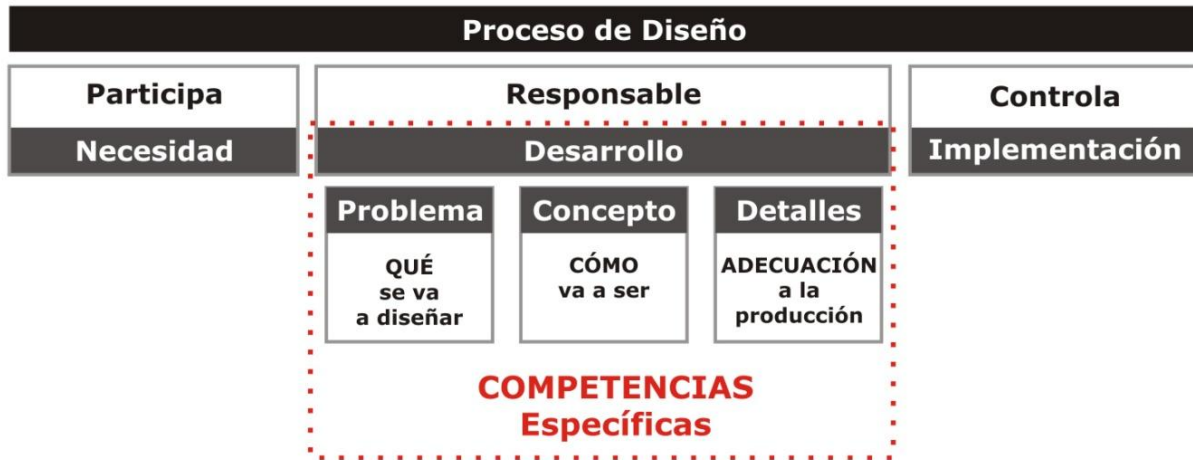 Proceso de Diseño
Participa
Necesidad
Responsable
Desarrollo
Controla
Implementación
Problema
QUÉ
se va
a diseñar
Concepto
CÓMO
va a ser
Detalles
ADECUACIÓN
a la
producción
COMPETENCIAS
Específicas